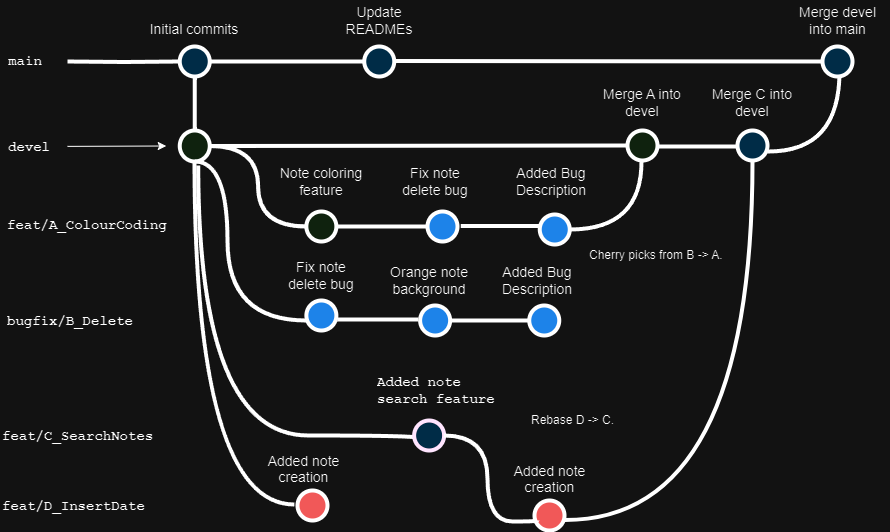 Initial commits
Update
READMEs
Merge devel
into main
main
Merge A into
devel
Merge C into
devel
devel
Note coloring
feature
Fix note
delete bug
Added Bug
Description
feat/A_ColourCoding
Cherry picks from B -> A.
Fix note
delete bug
Orange note
background
Added Bug
Description
bugfix/B_Delete
Added note
search feature
Rebase D -> C.
feat/C_SearchNotes
Added note
creation
Added note
creation
feat/D_InsertDate